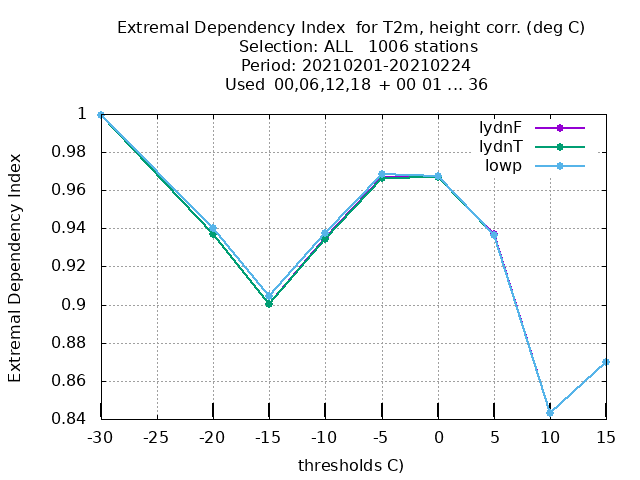 Extremal Dependency Index  for T2m, height corr. (deg C)
Selection: ALL   1006 stations
Period: 20210201-20210224
Used  00,06,12,18  + 00 01 ... 36
lydnF
lydnT
lowp
Extremal Dependency Index
1
0.98
0.96
0.94
0.92
0.9
0.88
0.86
0.84
-30 -25 -20 -15 -10 -5 0 5 10 15
thresholds C)